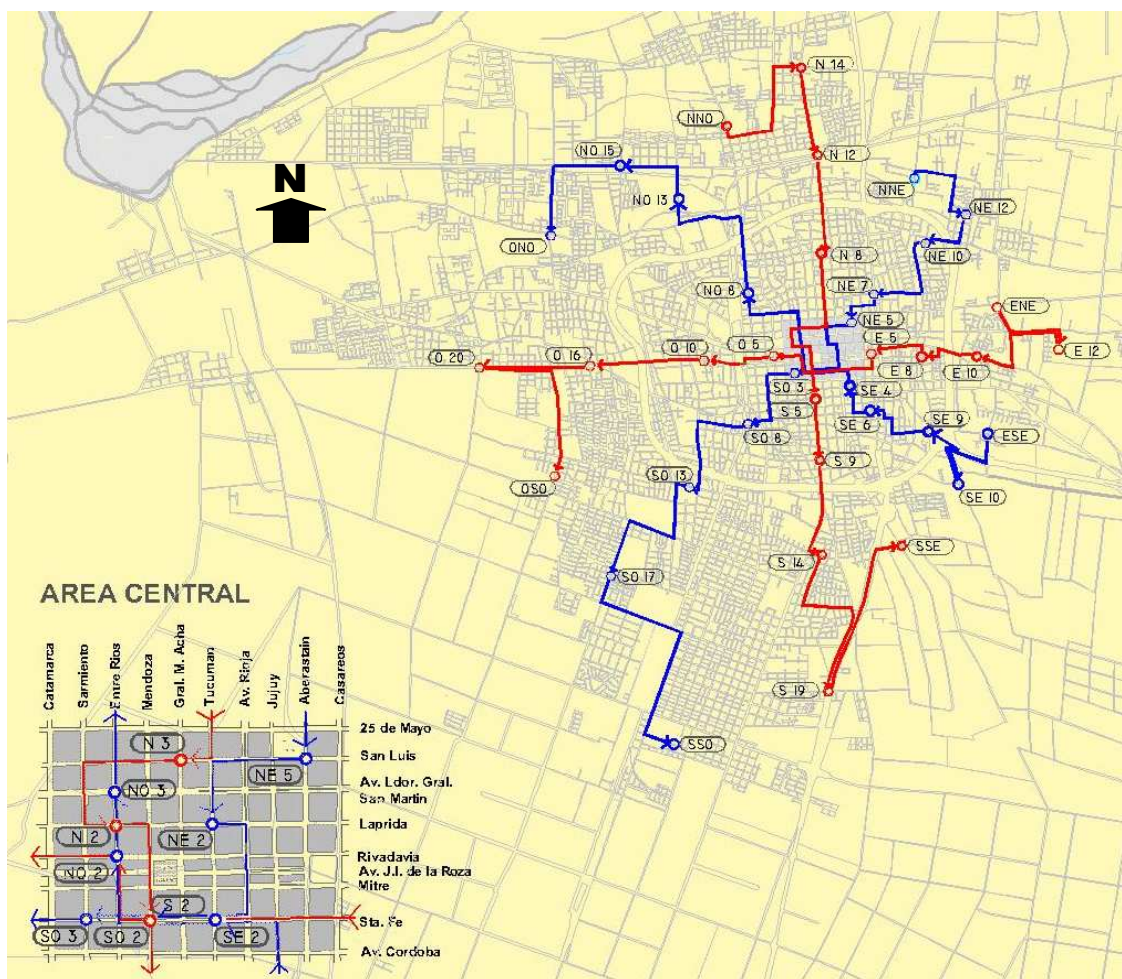 N 14
NNO
N
NO 15
N 12
NNE
NO 13
NE 12
ONO
NE 10
N 8
NO 8
NE 7
ENE
NE 5
E 5
O 20
O 16
O 10
O 5
E 8
E 10
E 12
SO 3
SE 4
S 5
SE 6
SO 8
SE 9
ESE
S 9
OSO
SO 13
SE 10
SSE
S 14
SO 17
S 19
SSO
AREA CENTRAL
Catamarca
Sarmiento
Entre Rios
Mendoza
Gral. M. Acha
Tucuman
Av. Rioja
Jujuy
Aberastain
Casareos
25 de Mayo
N 3
San Luis
NE 5
Av. Ldor. Gral.
San Martin
NO 3
Laprida
N 2
NE 2
Rivadavia
NO 2
Av. J.I. de la Roza
Mitre
S 2
Sta. Fe
SO 3
SO 2
SE 2
Av. Cordoba